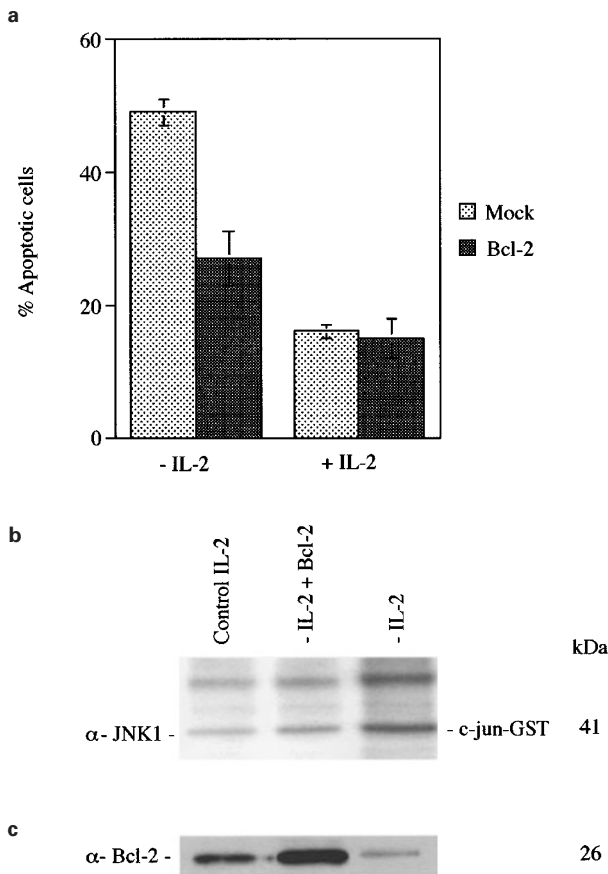 a
60
40
20
0
% Apoptotic cells
Mock
Bcl-2
- IL-2
+ IL-2
b
Control IL-2
- IL-2 + Bcl-2
- IL-2
kDa
α- JNK1 -
- c-jun-GST
41
c
α- Bcl-2 -
26